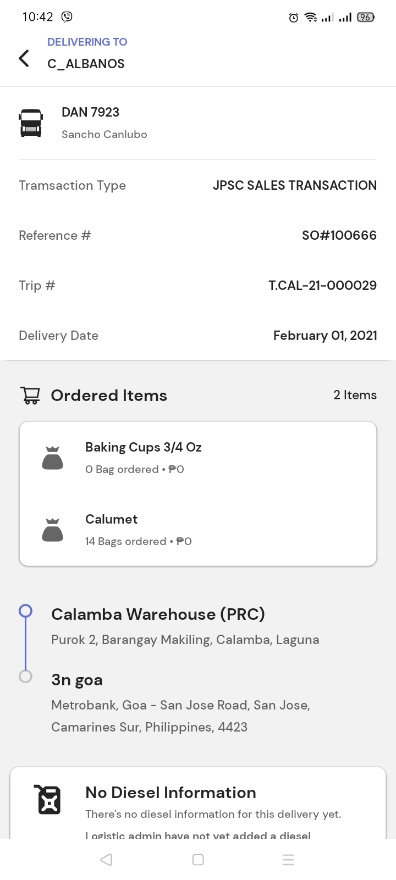 10:42
96
DELIVERING TO
C_ALBANOS
DAN 7923
Sancho Canlubo
Tramsaction Type JPSC SALES TRANSACTION
Reference # SO#100666
Trip # T.CAL-21-000029
Delivery Date February 01, 2021
Ordered Items 2 Items
Baking Cups 3/4 Oz
0 Bag ordered • ₱0
Calumet
14 Bags ordered • ₱0
Calamba Warehouse (PRC)
Purok 2, Barangay Makiling, Calamba, Laguna
3n goa
Metrobank, Goa - San Jose Road, San Jose,
Camarines Sur, Philippines, 4423
No Diesel Information
There's no diesel information for this delivery yet.
Logistic admin have not yet added a diesel